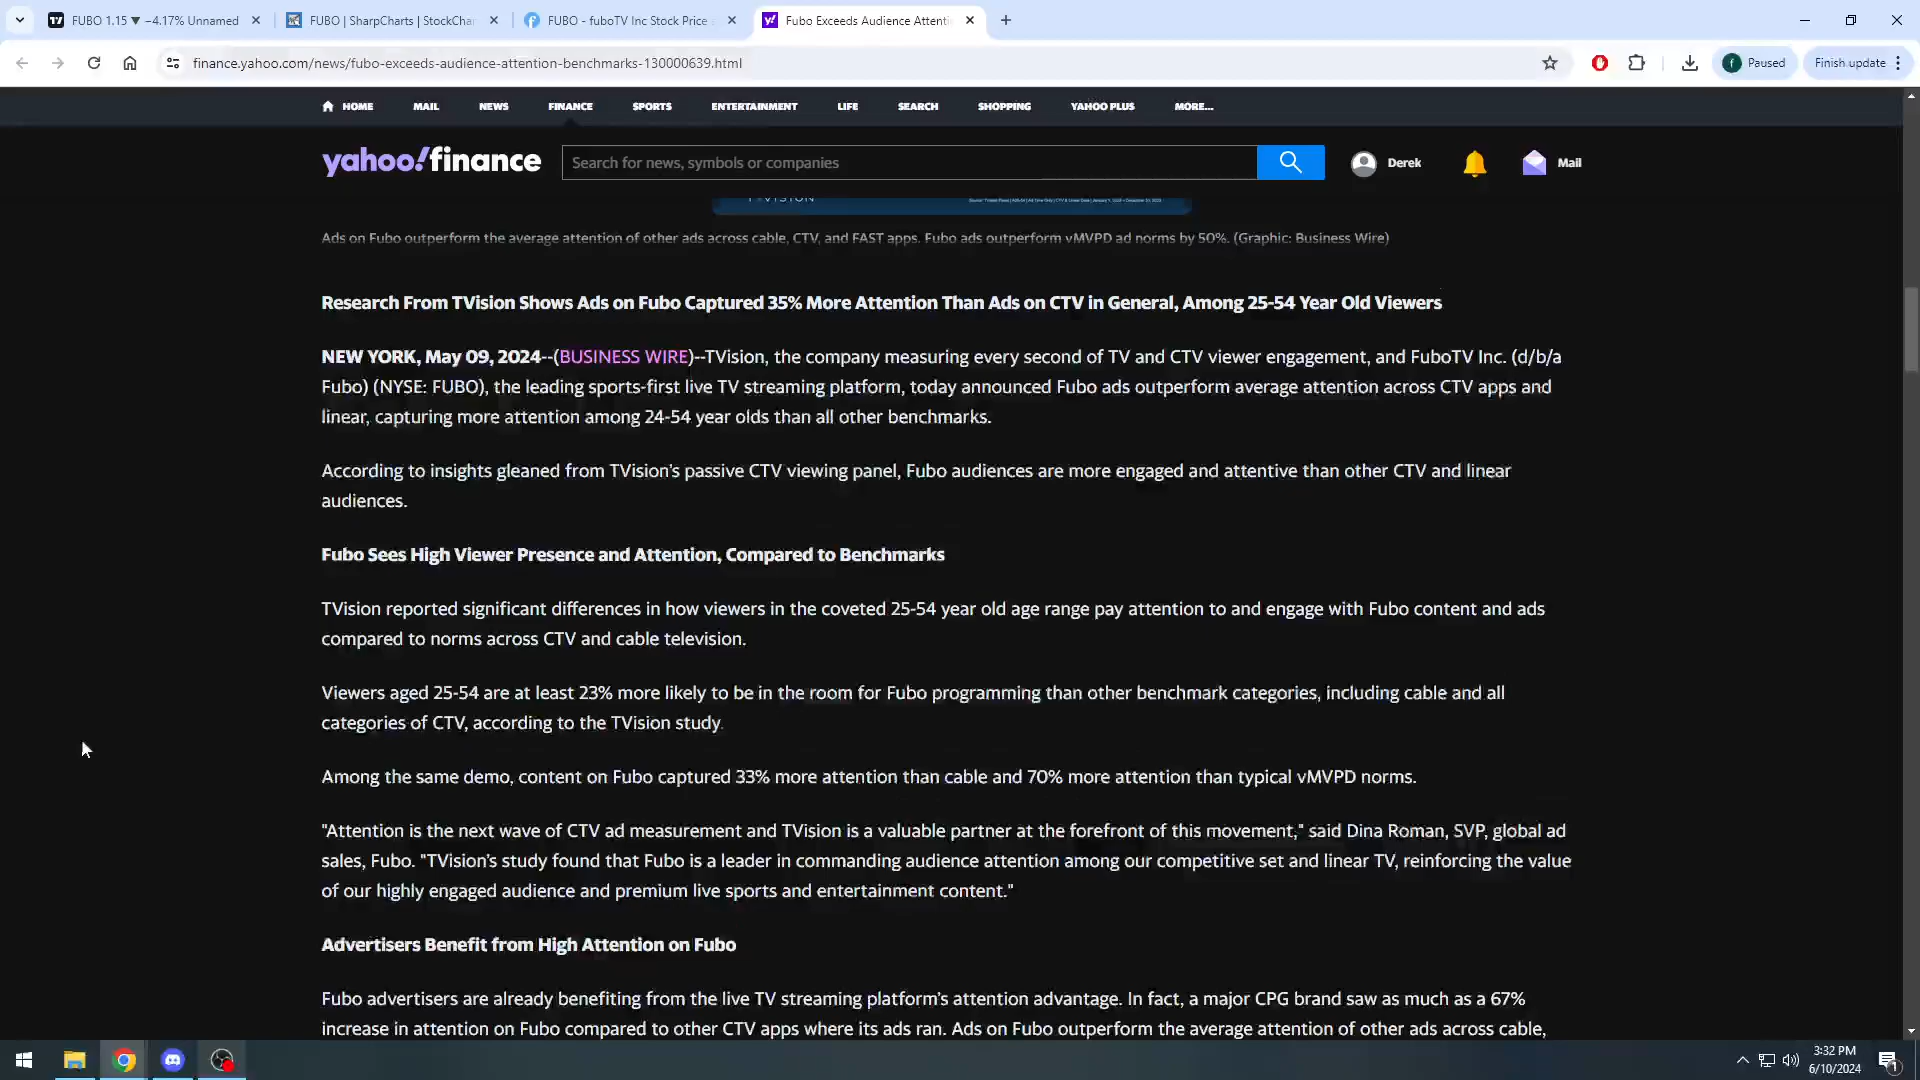 FUBO 1.15 ▼ −4.17% Unnamed
FUBO | SharpCharts | StockChar
FUBO - fuboTV Inc Stock Price
Fubo Exceeds Audience Attenti
finance.yahoo.com/news/fubo-exceeds-audience-attention-benchmarks-130000639.html
f
Paused
Finish update
HOME
MAIL
NEWS
FINANCE
SPORTS
ENTERTAINMENT
LIFE
SEARCH
SHOPPING
YAHOO PLUS
MORE...
yahoo!finance
Search for news, symbols or companies
Derek
Mail
Ads on Fubo outperform the average attention of other ads across cable, CTV, and FAST apps. Fubo ads outperform vMVPD ad norms by 50%. (Graphic: Business Wire)
Research From TVision Shows Ads on Fubo Captured 35% More Attention Than Ads on CTV in General, Among 25-54 Year Old Viewers
NEW YORK, May 09, 2024--(BUSINESS WIRE)--TVision, the company measuring every second of TV and CTV viewer engagement, and FuboTV Inc. (d/b/a
Fubo) (NYSE: FUBO), the leading sports-first live TV streaming platform, today announced Fubo ads outperform average attention across CTV apps and
linear, capturing more attention among 24-54 year olds than all other benchmarks.
According to insights gleaned from TVision's passive CTV viewing panel, Fubo audiences are more engaged and attentive than other CTV and linear
audiences.
Fubo Sees High Viewer Presence and Attention, Compared to Benchmarks
TVision reported significant differences in how viewers in the coveted 25-54 year old age range pay attention to and engage with Fubo content and ads
compared to norms across CTV and cable television.
Viewers aged 25-54 are at least 23% more likely to be in the room for Fubo programming than other benchmark categories, including cable and all
categories of CTV, according to the TVision study.
Among the same demo, content on Fubo captured 33% more attention than cable and 70% more attention than typical vMVPD norms.
"Attention is the next wave of CTV ad measurement and TVision is a valuable partner at the forefront of this movement," said Dina Roman, SVP, global ad
sales, Fubo. "TVision's study found that Fubo is a leader in commanding audience attention among our competitive set and linear TV, reinforcing the value
of our highly engaged audience and premium live sports and entertainment content."
Advertisers Benefit from High Attention on Fubo
Fubo advertisers are already benefiting from the live TV streaming platform's attention advantage. In fact, a major CPG brand saw as much as a 67%
increase in attention on Fubo compared to other CTV apps where its ads ran. Ads on Fubo outperform the average attention of other ads across cable,
3:32 PM
6/10/2024
1